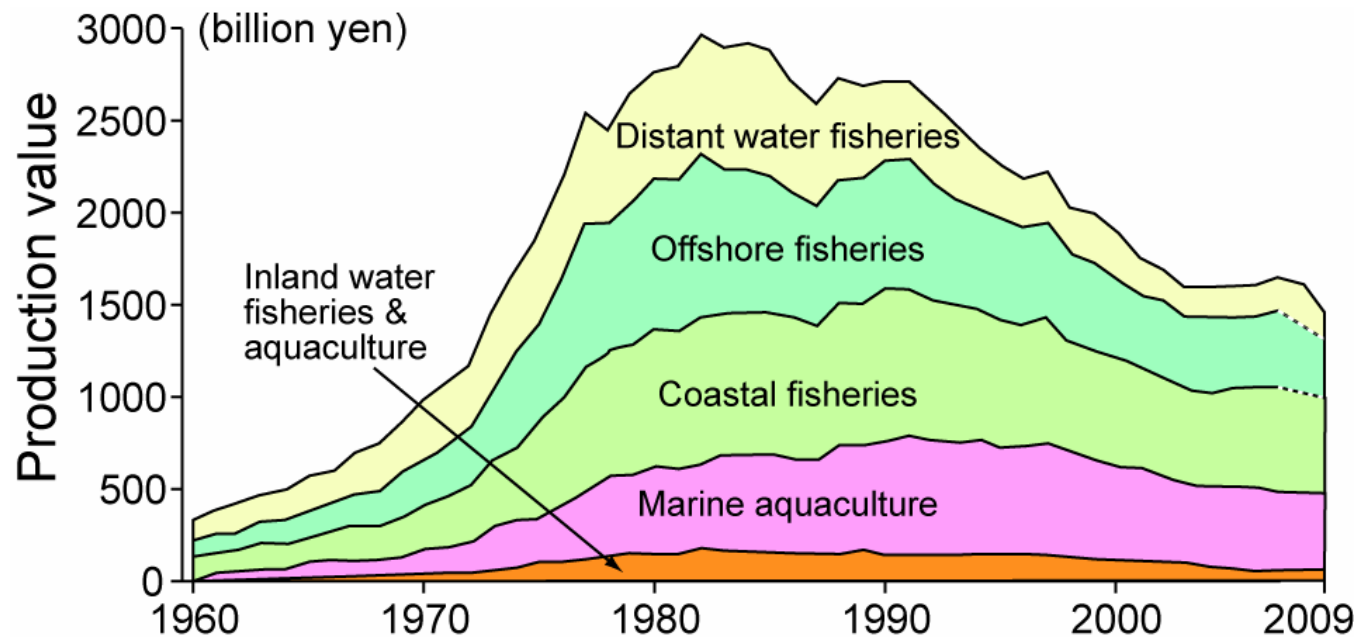 3000
(billion yen)
2500
2000
1500
1000
500
0
Production value
Distant water fisheries
Offshore fisheries
Inland water
fisheries &
aquaculture
Coastal fisheries
Marine aquaculture
1960 1970 1980 1990 2000 2009